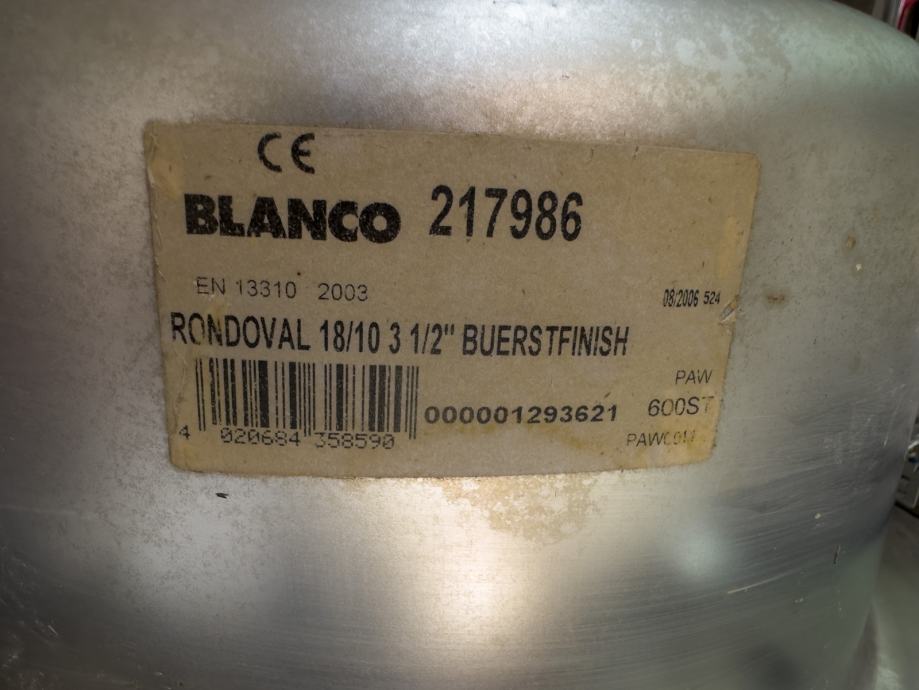 CE
BLANCO 217986
EN 13310 2003
08/2006 524
RONDOVAL 18/10 3 1/2" BUERSTFINISH
PAW
000001293621 600ST
4 020684 358590